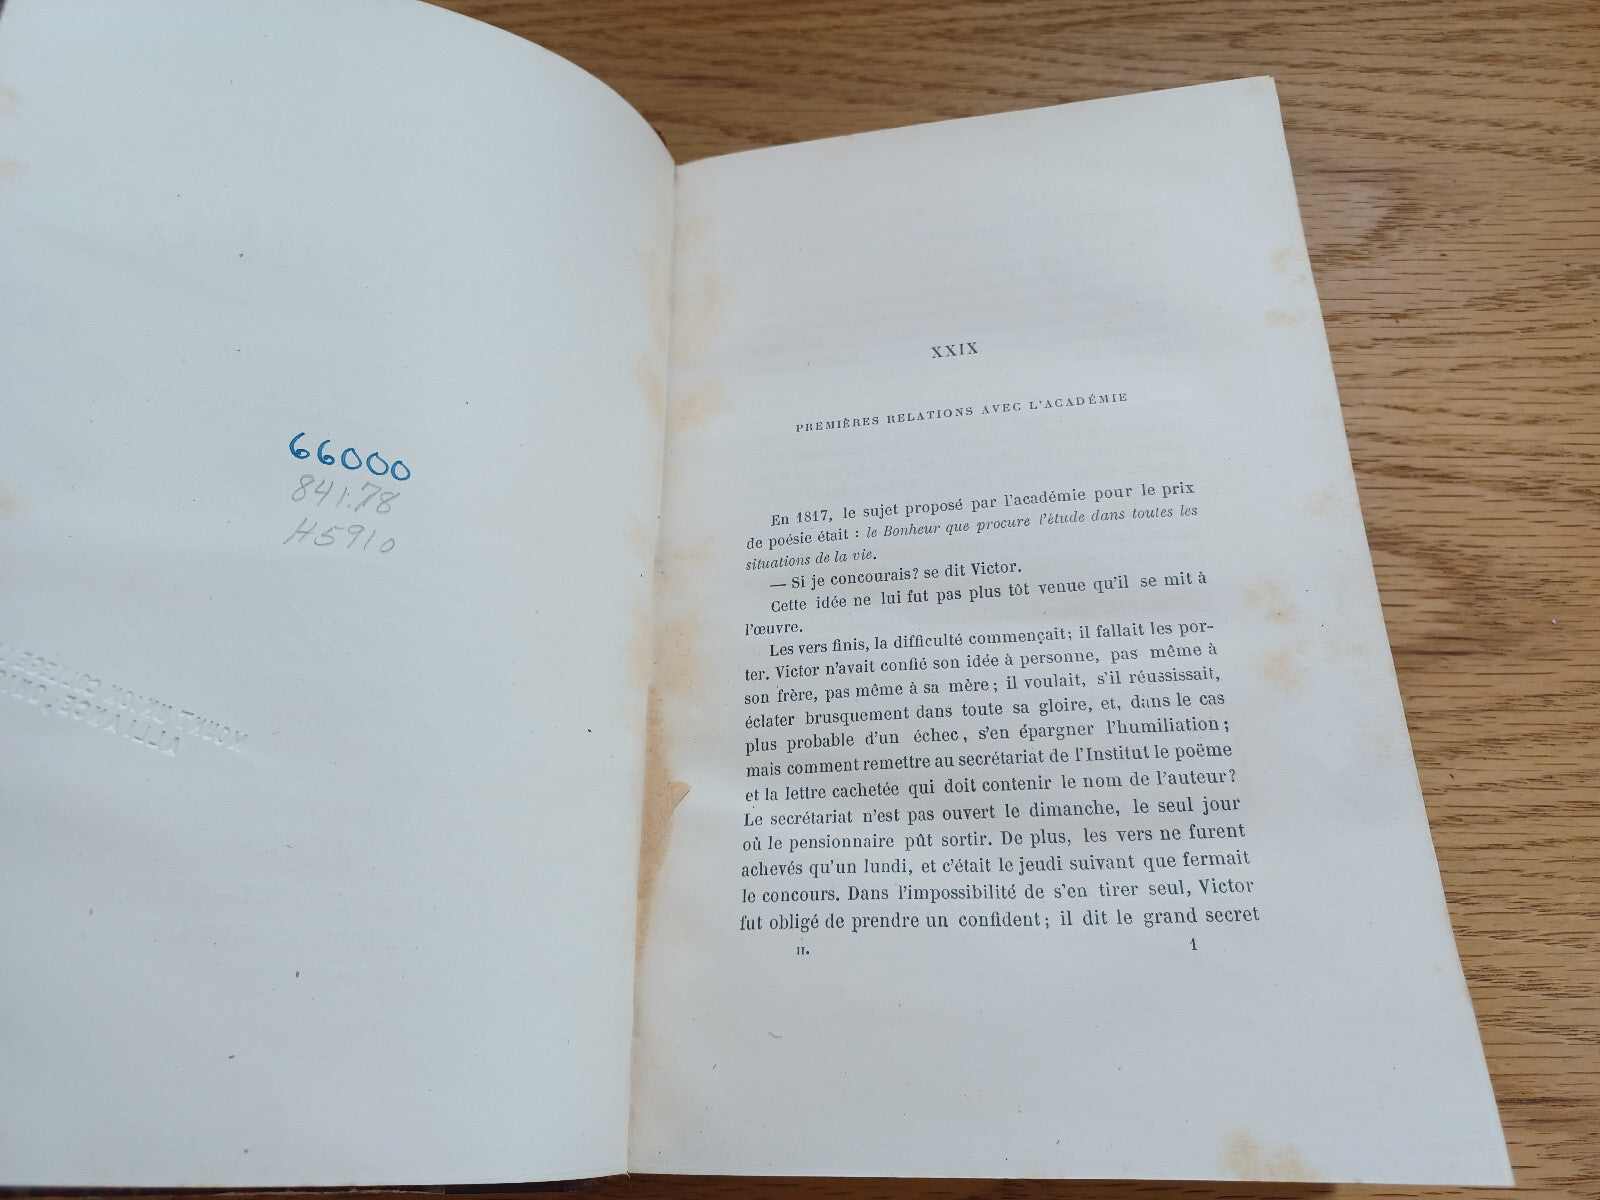 66000
841.78
H5910
MOUNT UNION COLLEGE
ALLIANCE, OHIO
XXIX
PREMIÈRES RELATIONS AVEC L'ACADÉMIE
En 1817, le sujet proposé par l'académie pour le prix
de poésie était : le Bonheur que procure l'étude dans toutes les
situations de la vie.
— Si je concourais? se dit Victor.
Cette idée ne lui fut pas plus tôt venue qu'il se mit à
l'œuvre.
Les vers finis, la difficulté commençait; il fallait les por-
ter. Victor n'avait confié son idée à personne, pas même à
son frère, pas même à sa mère; il voulait, s'il réussissait,
éclater brusquement dans toute sa gloire, et, dans le cas
plus probable d'un échec, s'en épargner l'humiliation;
mais comment remettre au secrétariat de l'Institut le poëme
et la lettre cachetée qui doit contenir le nom de l'auteur?
Le secrétariat n'est pas ouvert le dimanche, le seul jour
où le pensionnaire pût sortir. De plus, les vers ne furent
achevés qu'un lundi, et c'était le jeudi suivant que fermait
le concours. Dans l'impossibilité de s'en tirer seul, Victor
fut obligé de prendre un confident; il dit le grand secret
II. 1